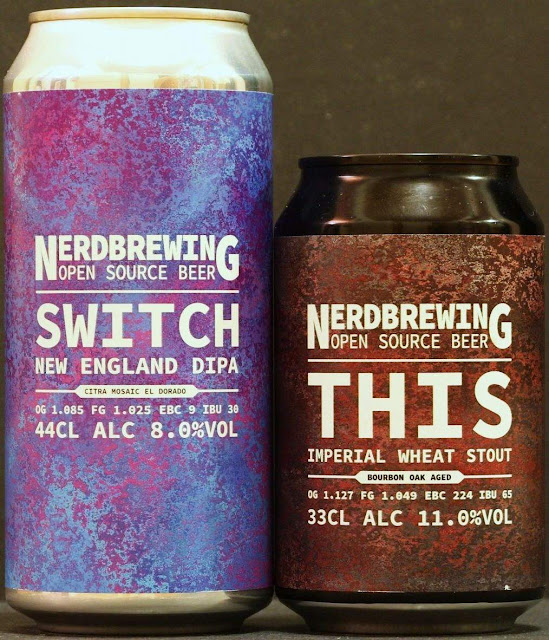 NERDBREWING
OPEN SOURCE BEER
SWITCH
NEW ENGLAND DIPA
CITRA MOSAIC EL DORADO
OG 1.085 FG 1.025 EBC 9 IBU 30
44CL ALC 8.0%VOL
NERDBREWING
OPEN SOURCE BEER
THIS
IMPERIAL WHEAT STOUT
BOURBON OAK AGED
OG 1.127 FG 1.049 EBC 224 IBU 65
33CL ALC 11.0%VOL